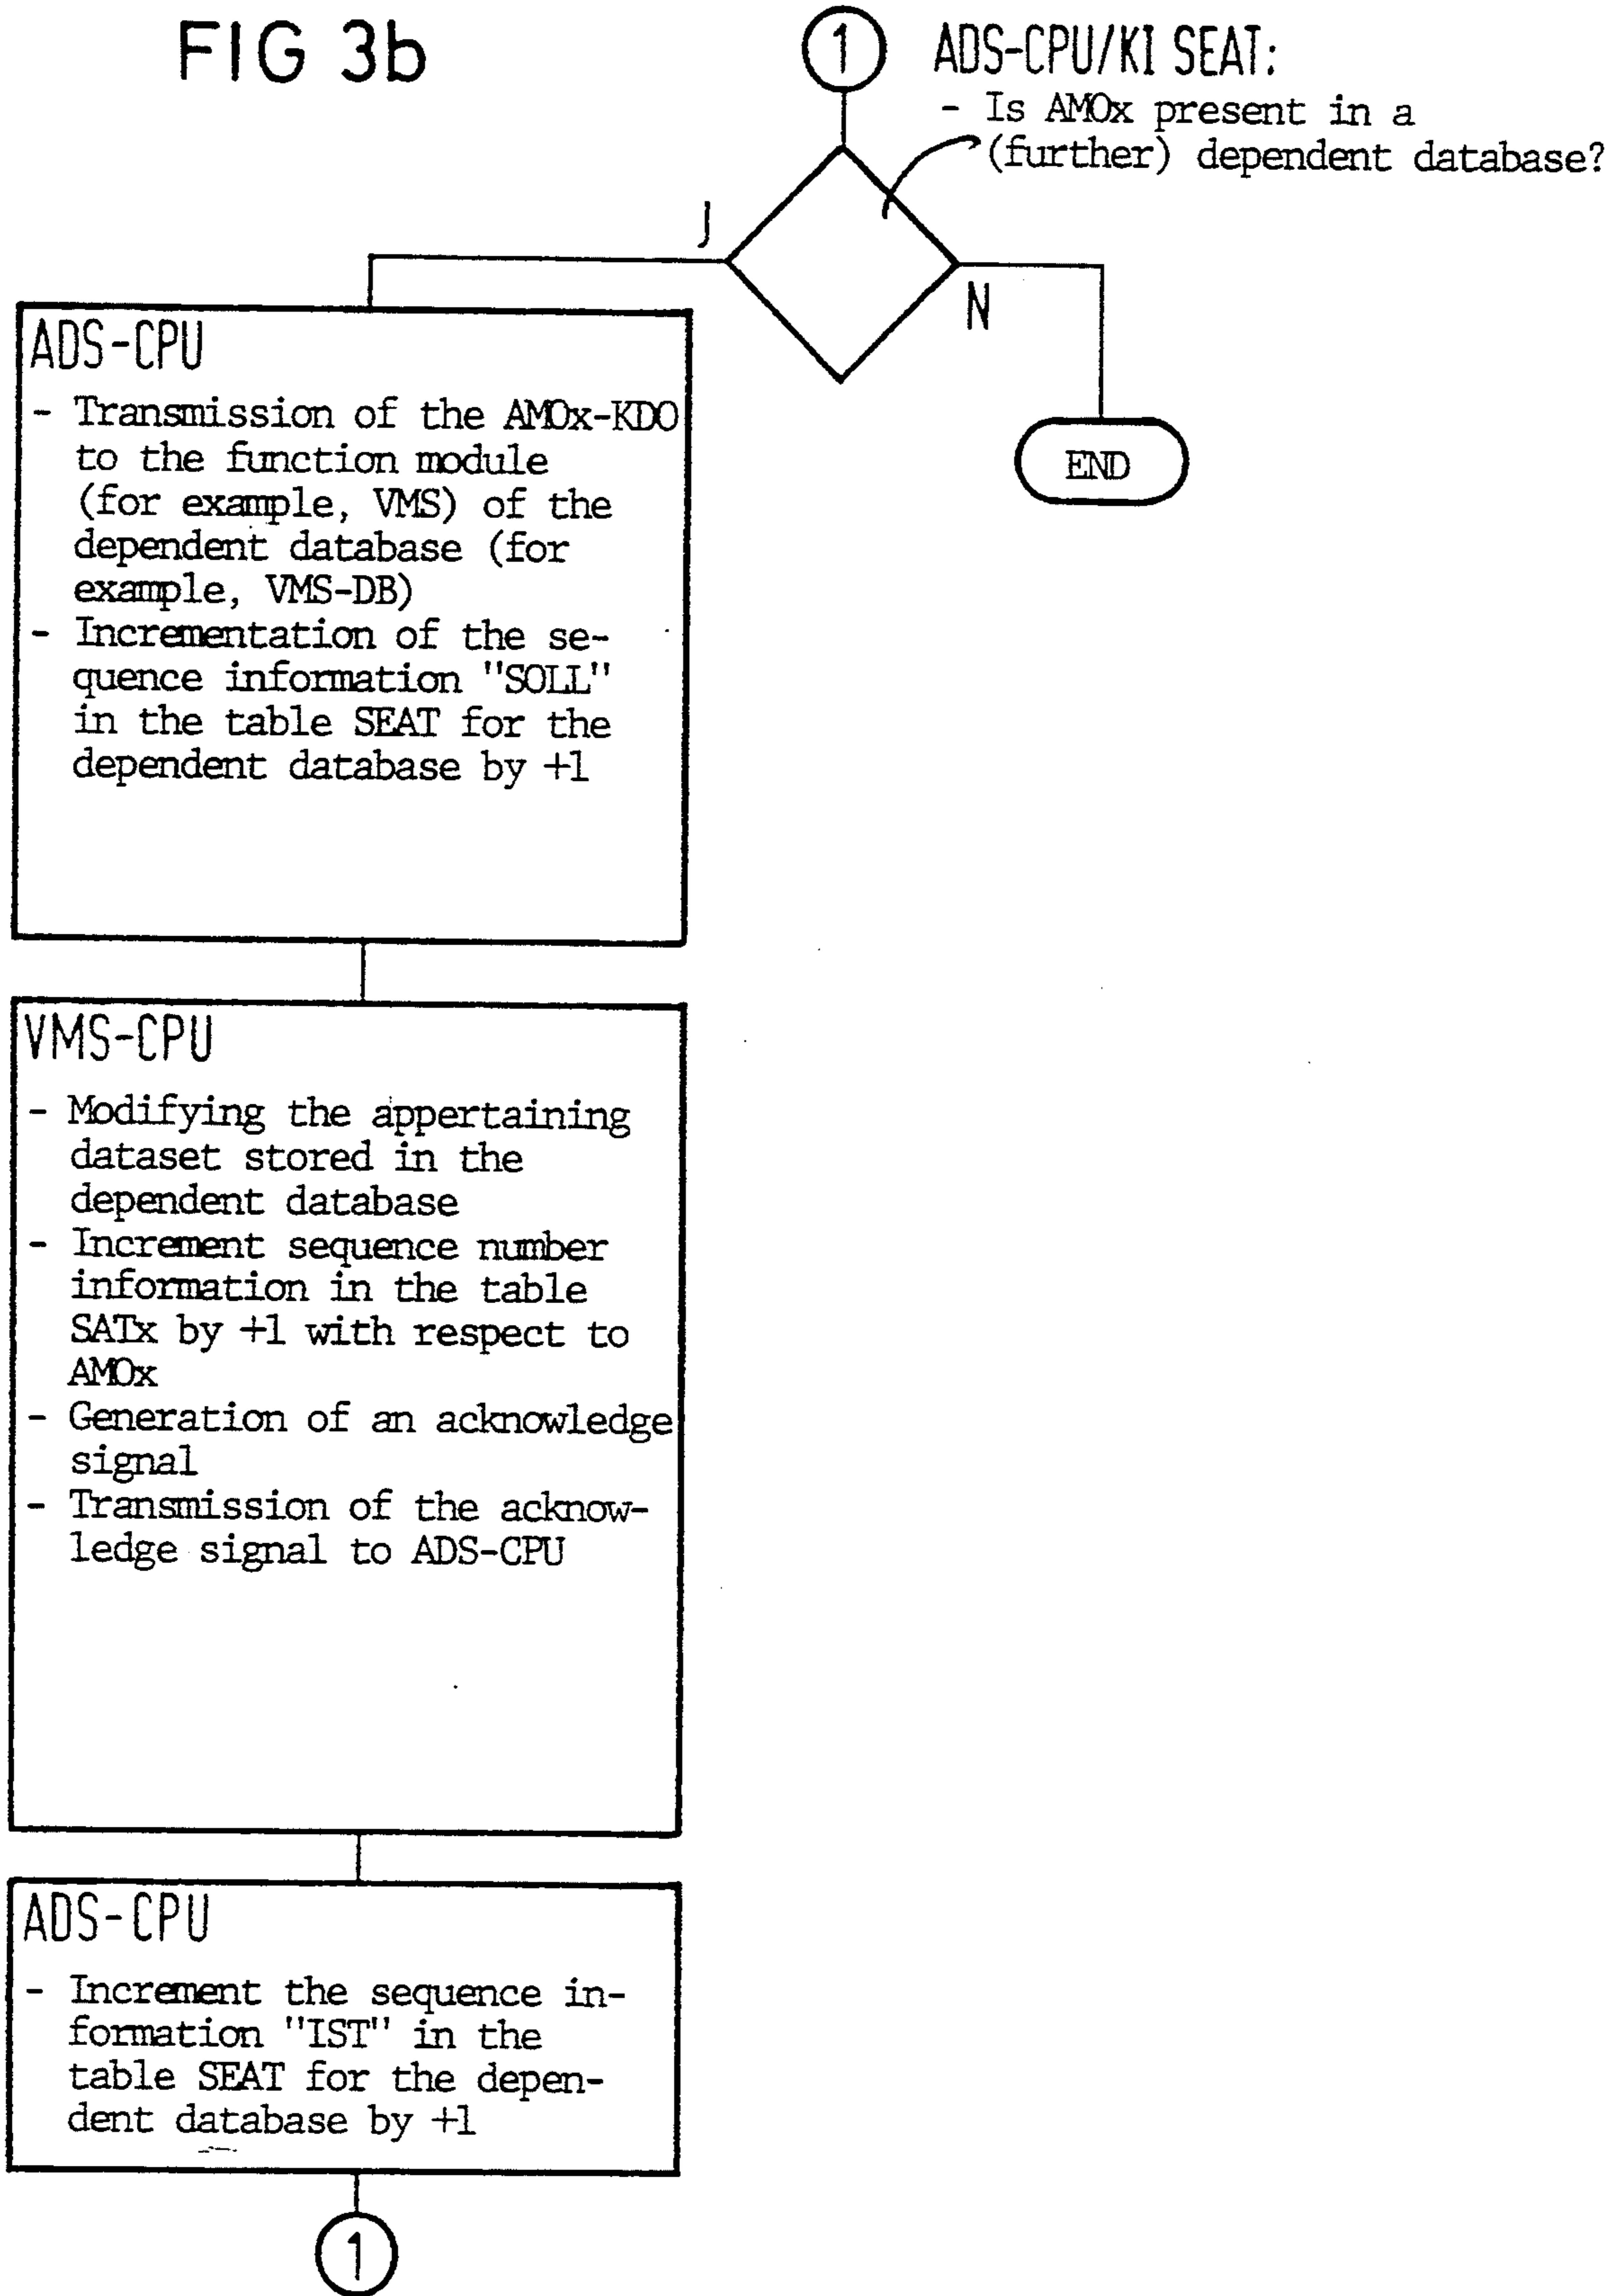 FIG 3b
1
ADS-CPU/KI SEAT:
- Is AMOx present in a
(further) dependent database?
J
N
END
ADS-CPU
- Transmission of the AMOx-KDO
to the function module
(for example, VMS) of the
dependent database (for
example, VMS-DB)
- Incrementation of the se-
quence information "SOLL"
in the table SEAT for the
dependent database by +1
VMS-CPU
- Modifying the appertaining
dataset stored in the
dependent database
- Increment sequence number
information in the table
SATx by +1 with respect to
AMOx
- Generation of an acknowledge
signal
- Transmission of the acknow-
ledge signal to ADS-CPU
ADS-CPU
- Increment the sequence in-
formation "IST" in the
table SEAT for the depen-
dent database by +1
1